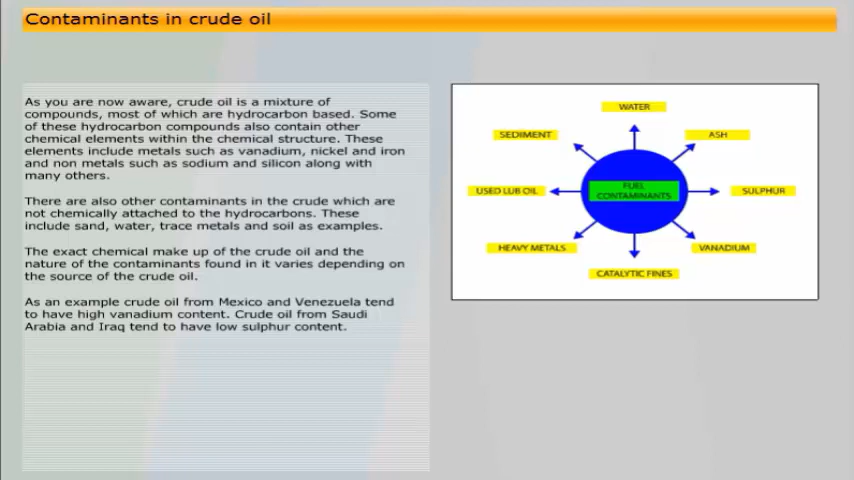 Contaminants in crude oil
As you are now aware, crude oil is a mixture of
compounds, most of which are hydrocarbon based. Some
of these hydrocarbon compounds also contain other
chemical elements within the chemical structure. These
elements include metals such as vanadium, nickel and iron
and non metals such as sodium and silicon along with
many others.
There are also other contaminants in the crude which are
not chemically attached to the hydrocarbons. These
include sand, water, trace metals and soil as examples.
The exact chemical make up of the crude oil and the
nature of the contaminants found in it varies depending on
the source of the crude oil.
As an example crude oil from Mexico and Venezuela tend
to have high vanadium content. Crude oil from Saudi
Arabia and Iraq tend to have low sulphur content.
WATER
SEDIMENT
ASH
USED LUB OIL
FUEL
CONTAMINANTS
SULPHUR
HEAVY METALS
VANADIUM
CATALYTIC FINES